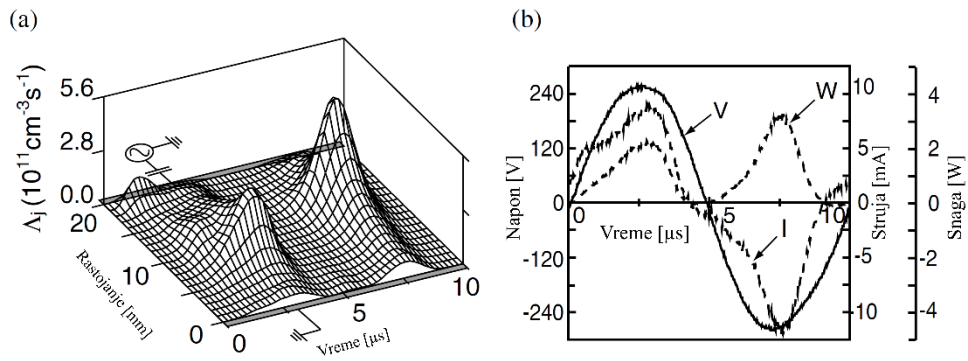 (a)
Λj (10¹¹cm⁻³s⁻¹)
5.6
2.8
0.0
20
10
0
Rastojanje [mm]
0
5
10
Vreme [µs]
(b)
Napon [V]
240
120
0
-120
-240
V
W
I
0
5
10
Vreme [µs]
10
5
0
5
10
Struja [mA]
4
2
0
-2
-4
Snaga [W]